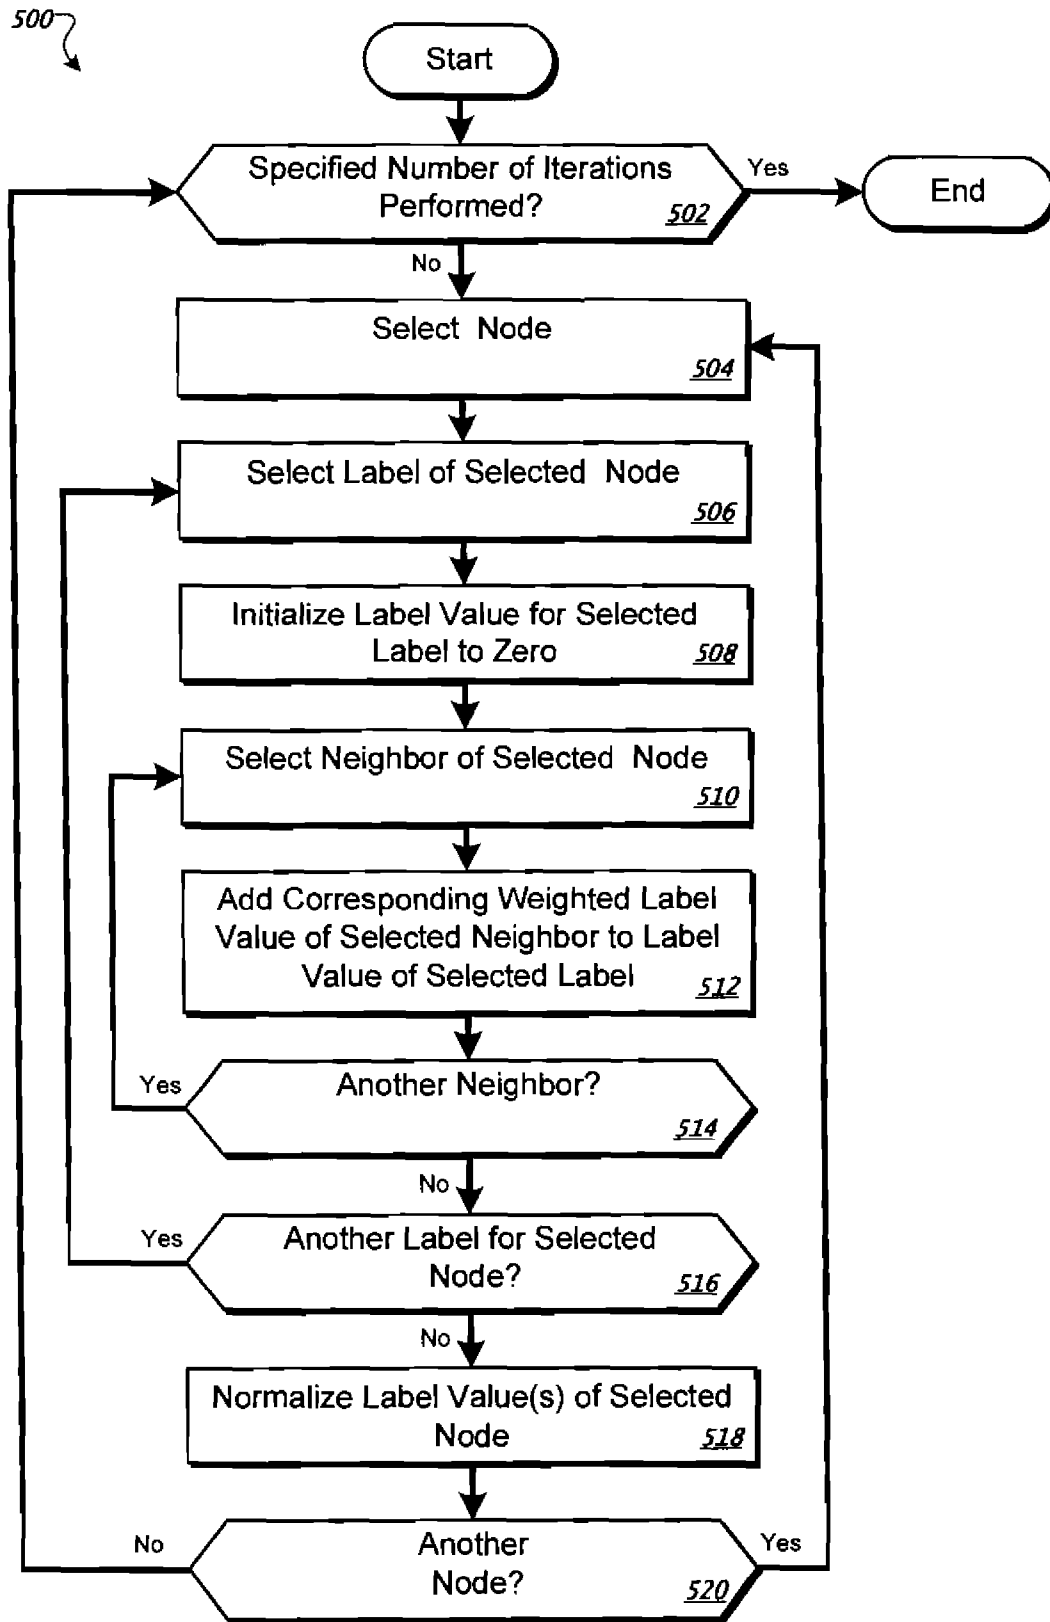 500
Start
Specified Number of Iterations
Performed?
502
Yes
End
No
Select Node
504
Select Label of Selected Node
506
Initialize Label Value for Selected
Label to Zero
508
Select Neighbor of Selected Node
510
Add Corresponding Weighted Label
Value of Selected Neighbor to Label
Value of Selected Label
512
Yes
Another Neighbor?
514
No
Yes
Another Label for Selected
Node?
516
No
Normalize Label Value(s) of Selected
Node
518
No
Another
Node?
520
Yes